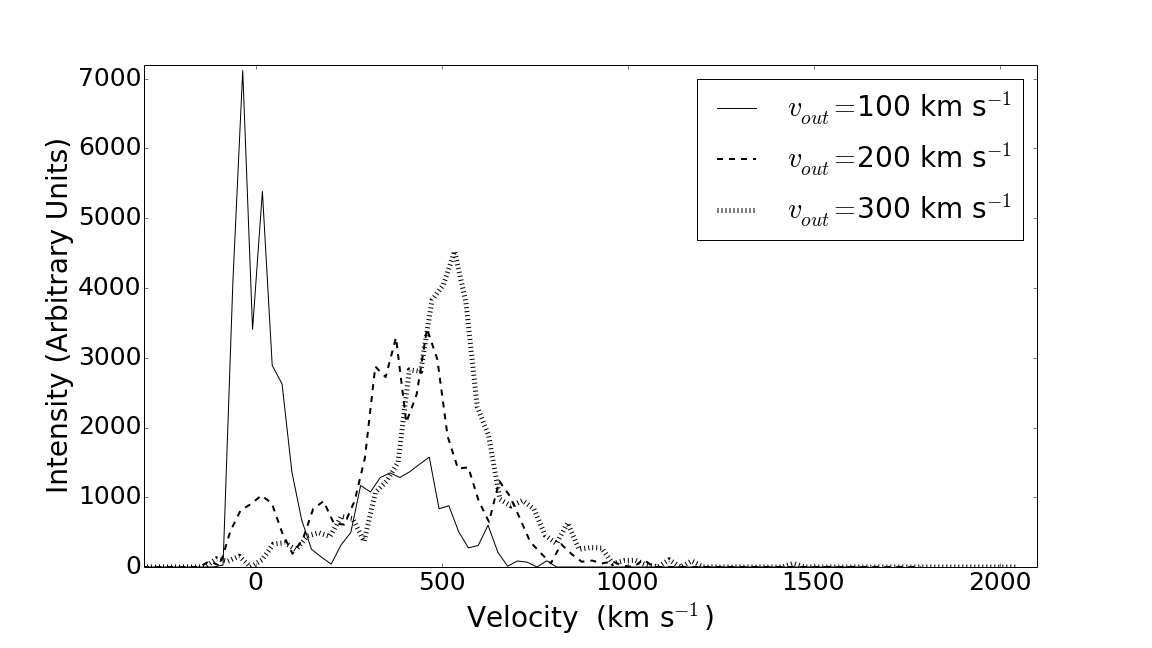 7000
6000
5000
4000
3000
2000
1000
0
Intensity (Arbitrary Units)
v_out=100 km s⁻¹
v_out=200 km s⁻¹
v_out=300 km s⁻¹
0 500 1000 1500 2000
Velocity (km s⁻¹)